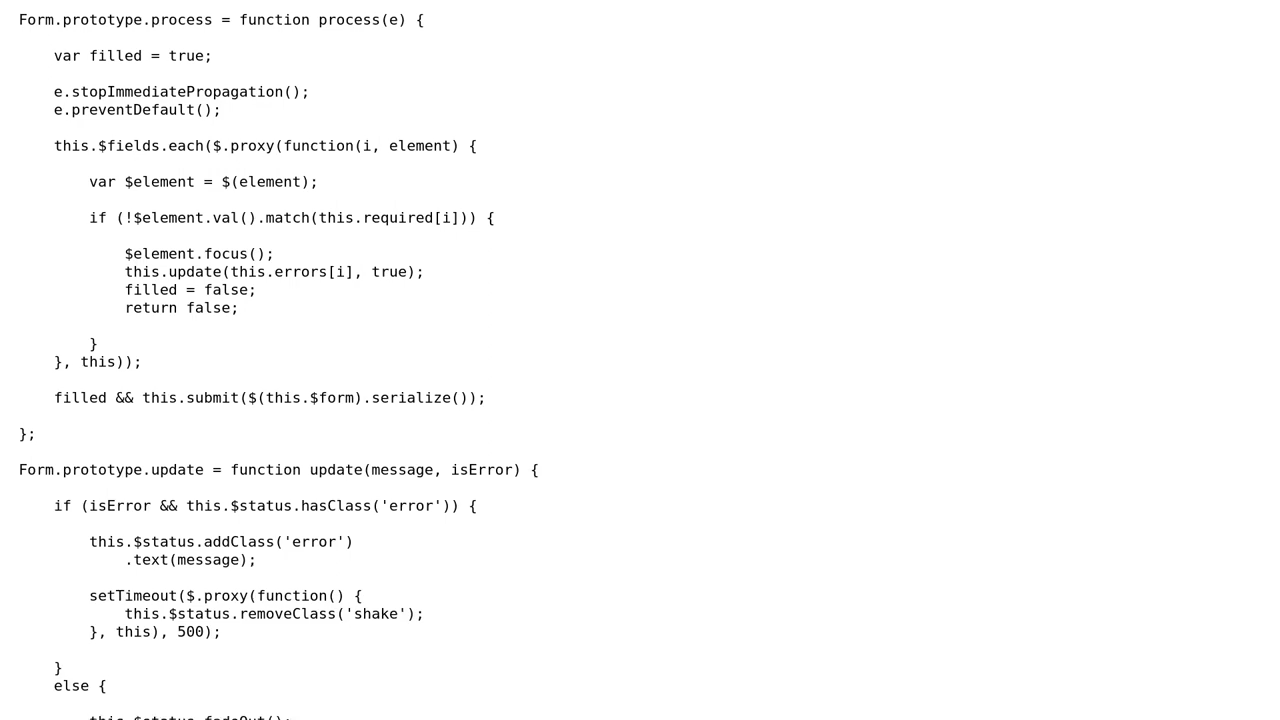 Form.prototype.process = function process(e) {
var filled = true;
e.stopImmediatePropagation();
e.preventDefault();
this.$fields.each($.proxy(function(i, element) {
var $element = $(element);
if (!$element.val().match(this.required[i])) {
$element.focus();
this.update(this.errors[i], true);
filled = false;
return false;
}
}, this));
filled && this.submit($(this.$form).serialize());
};
Form.prototype.update = function update(message, isError) {
if (isError && this.$status.hasClass('error')) {
this.$status.addClass('error')
.text(message);
setTimeout($.proxy(function() {
this.$status.removeClass('shake');
}, this), 500);
}
else {
this.$status.fadeOut();